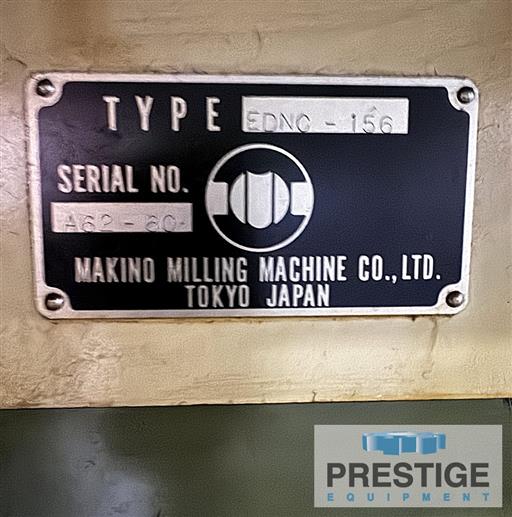 TYPE EDNC - 156
SERIAL NO.
A62 - 80
MAKINO MILLING MACHINE CO., LTD.
TOKYO JAPAN
PRESTIGE
EQUIPMENT